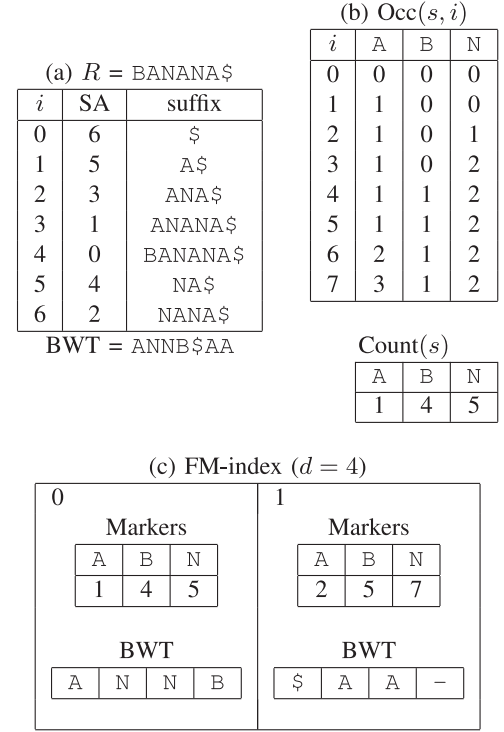 (a) R = BANANA$
i SA suffix
0 6 $
1 5 A$
2 3 ANA$
3 1 ANANA$
4 0 BANANA$
5 4 NA$
6 2 NANA$
BWT = ANNB$AA
(b) Occ(s, i)
i A B N
0 0 0 0
1 1 0 0
2 1 0 1
3 1 0 2
4 1 1 2
5 1 1 2
6 2 1 2
7 3 1 2
Count(s)
A B N
1 4 5
(c) FM-index (d = 4)
0
Markers
A B N
1 4 5
BWT
A N N B
1
Markers
A B N
2 5 7
BWT
$ A A –